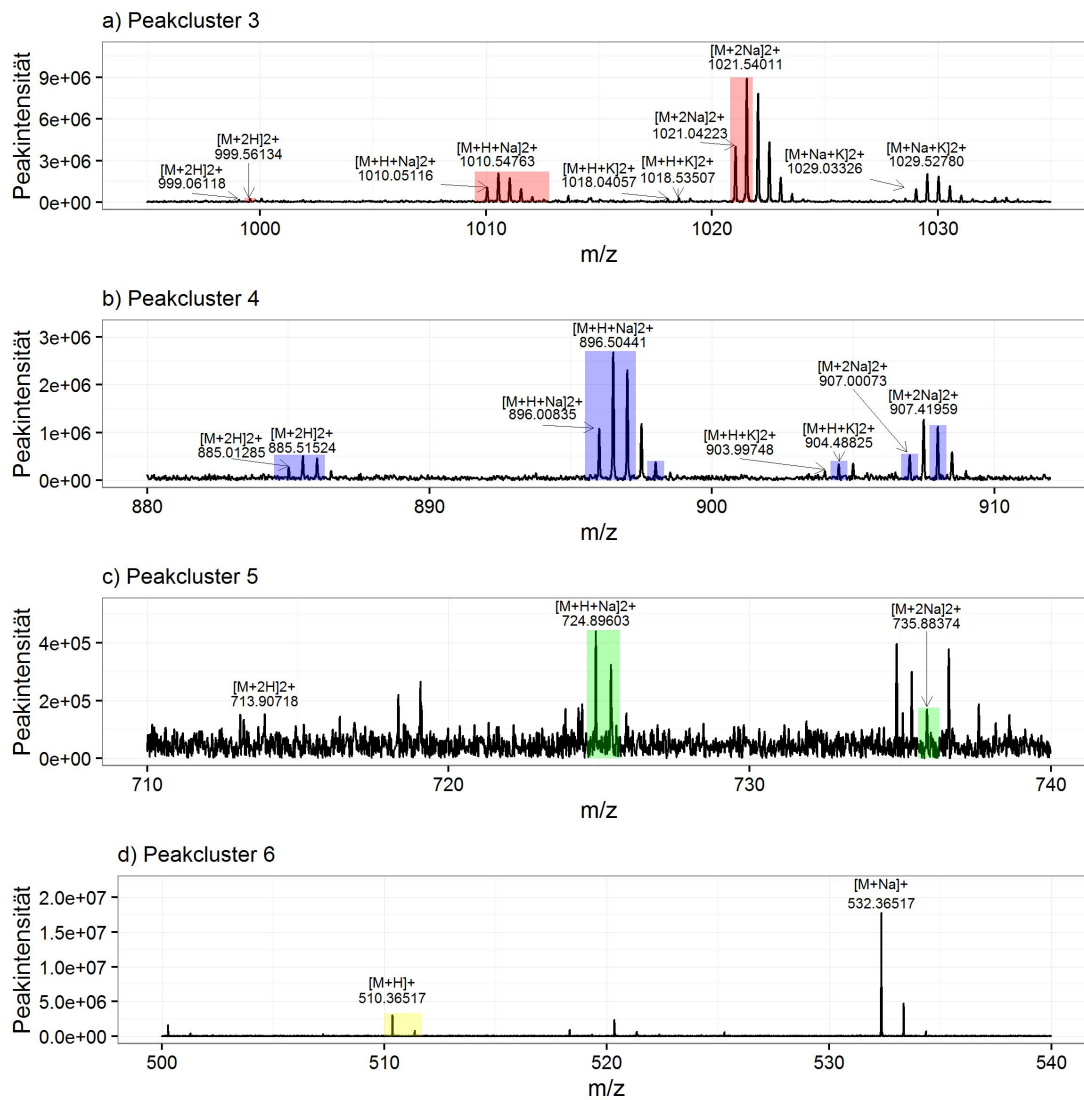 a) Peakcluster 3
Peakintensität
9e+06
6e+06
3e+06
0e+00
[M+2H]2+
999.06118
[M+2H]2+
999.56134
[M+H+Na]2+
1010.05116
[M+H+Na]2+
1010.54763
[M+H+K]2+
1018.04057
[M+H+K]2+
1018.53507
[M+2Na]2+
1021.04223
[M+2Na]2+
1021.54011
[M+Na+K]2+
1029.03326
[M+Na+K]2+
1029.52780
1000
1010
1020
1030
m/z
b) Peakcluster 4
Peakintensität
3e+06
2e+06
1e+06
0e+00
[M+2H]2+
885.01285
[M+2H]2+
885.51524
[M+H+Na]2+
896.00835
[M+H+Na]2+
896.50441
[M+H+K]2+
903.99748
[M+H+K]2+
904.48825
[M+2Na]2+
907.00073
[M+2Na]2+
907.41959
880
890
900
910
m/z
c) Peakcluster 5
Peakintensität
4e+05
2e+05
0e+00
[M+2H]2+
713.90718
[M+H+Na]2+
724.89603
[M+2Na]2+
735.88374
710
720
730
740
m/z
d) Peakcluster 6
Peakintensität
2.0e+07
1.5e+07
1.0e+07
5.0e+06
0.0e+00
[M+H]+
510.36517
[M+Na]+
532.36517
500
510
520
530
540
m/z